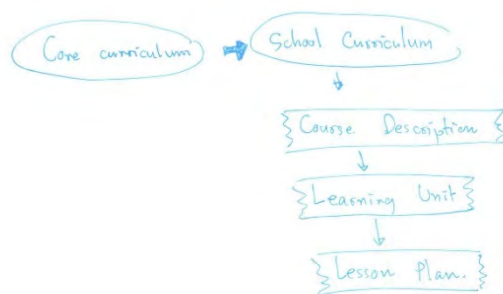 Core curriculum
School Curriculum
Course Description
Learning Unit
Lesson Plan.